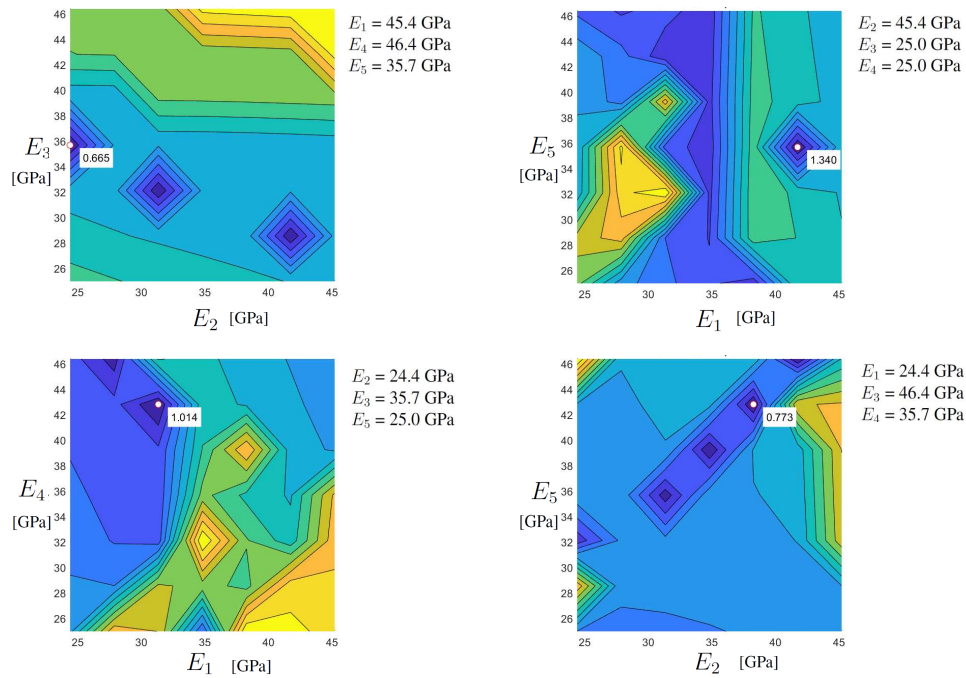 46
44
42
40
38
36
34
32
30
28
26
E3
[GPa]
0.665
25 30 35 40 45
E2 [GPa]
E1 = 45.4 GPa
E4 = 46.4 GPa
E5 = 35.7 GPa
46
44
42
40
38
36
34
32
30
28
26
E5
[GPa]
1.340
25 30 35 40 45
E1 [GPa]
E2 = 45.4 GPa
E3 = 25.0 GPa
E4 = 25.0 GPa
46
44
42
40
38
36
34
32
30
28
26
E4
[GPa]
1.014
25 30 35 40 45
E1 [GPa]
E2 = 24.4 GPa
E3 = 35.7 GPa
E5 = 25.0 GPa
46
44
42
40
38
36
34
32
30
28
26
E5
[GPa]
0.773
25 30 35 40 45
E2 [GPa]
E1 = 24.4 GPa
E3 = 46.4 GPa
E4 = 35.7 GPa